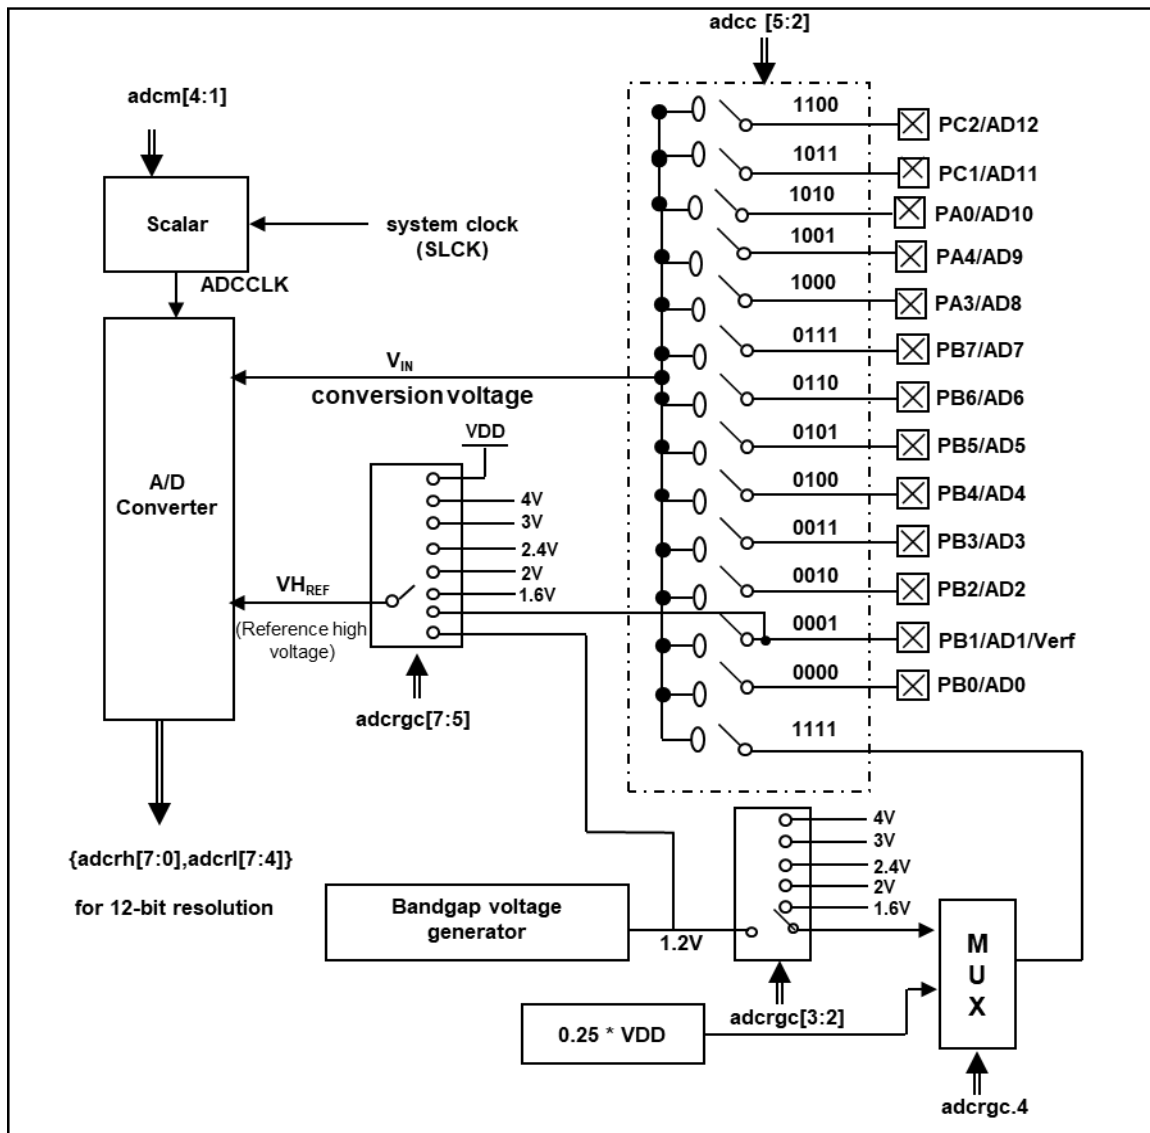 adcc [5:2]
adcm[4:1]
1100
PC2/AD12
1011
PC1/AD11
Scalar
system clock
(SLCK)
1010
PA0/AD10
1001
PA4/AD9
ADCCLK
1000
PA3/AD8
0111
PB7/AD7
VIN
conversion voltage
0110
PB6/AD6
VDD
0101
PB5/AD5
A/D
Converter
4V
3V
2.4V
2V
1.6V
0100
PB4/AD4
0011
PB3/AD3
VHREF
(Reference high
voltage)
0010
PB2/AD2
0001
PB1/AD1/Verf
0000
PB0/AD0
adcrgc[7:5]
1111
{adcrh[7:0],adcrl[7:4]}
for 12-bit resolution
4V
3V
2.4V
2V
1.6V
Bandgap voltage
generator
1.2V
M
U
X
adcrgc[3:2]
0.25 * VDD
adcrgc.4